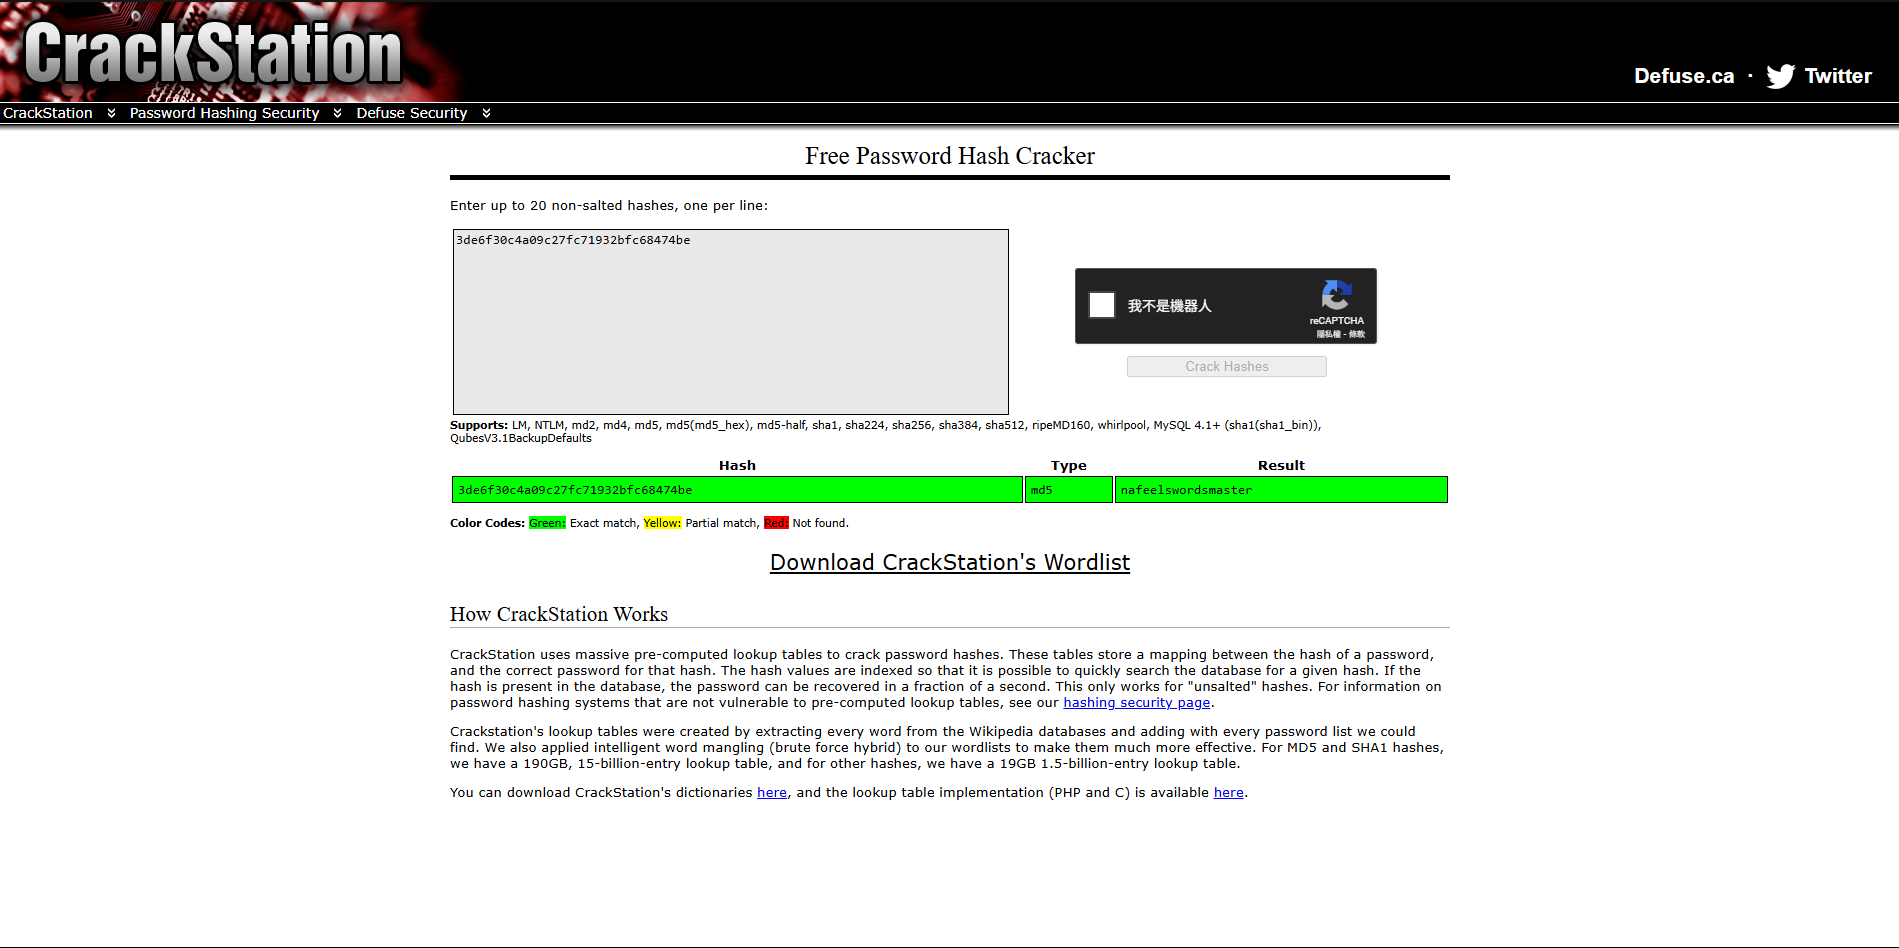 CrackStation
Defuse.ca · Twitter
CrackStation Password Hashing Security Defuse Security
Free Password Hash Cracker
Enter up to 20 non-salted hashes, one per line:
3de6f30c4a09c27fc71932bfc68474be
我不是機器人
reCAPTCHA
隱私權 - 條款
Crack Hashes
Supports: LM, NTLM, md2, md4, md5, md5(md5_hex), md5-half, sha1, sha224, sha256, sha384, sha512, ripeMD160, whirlpool, MySQL 4.1+ (sha1(sha1_bin)),
QubesV3.1BackupDefaults
Hash Type Result
3de6f30c4a09c27fc71932bfc68474be md5 nafeelswordsmaster
Color Codes: Green: Exact match, Yellow: Partial match, Red: Not found.
Download CrackStation's Wordlist
How CrackStation Works
CrackStation uses massive pre-computed lookup tables to crack password hashes. These tables store a mapping between the hash of a password,
and the correct password for that hash. The hash values are indexed so that it is possible to quickly search the database for a given hash. If the
hash is present in the database, the password can be recovered in a fraction of a second. This only works for "unsalted" hashes. For information on
password hashing systems that are not vulnerable to pre-computed lookup tables, see our hashing security page.
Crackstation's lookup tables were created by extracting every word from the Wikipedia databases and adding with every password list we could
find. We also applied intelligent word mangling (brute force hybrid) to our wordlists to make them much more effective. For MD5 and SHA1 hashes,
we have a 190GB, 15-billion-entry lookup table, and for other hashes, we have a 19GB 1.5-billion-entry lookup table.
You can download CrackStation's dictionaries here, and the lookup table implementation (PHP and C) is available here.